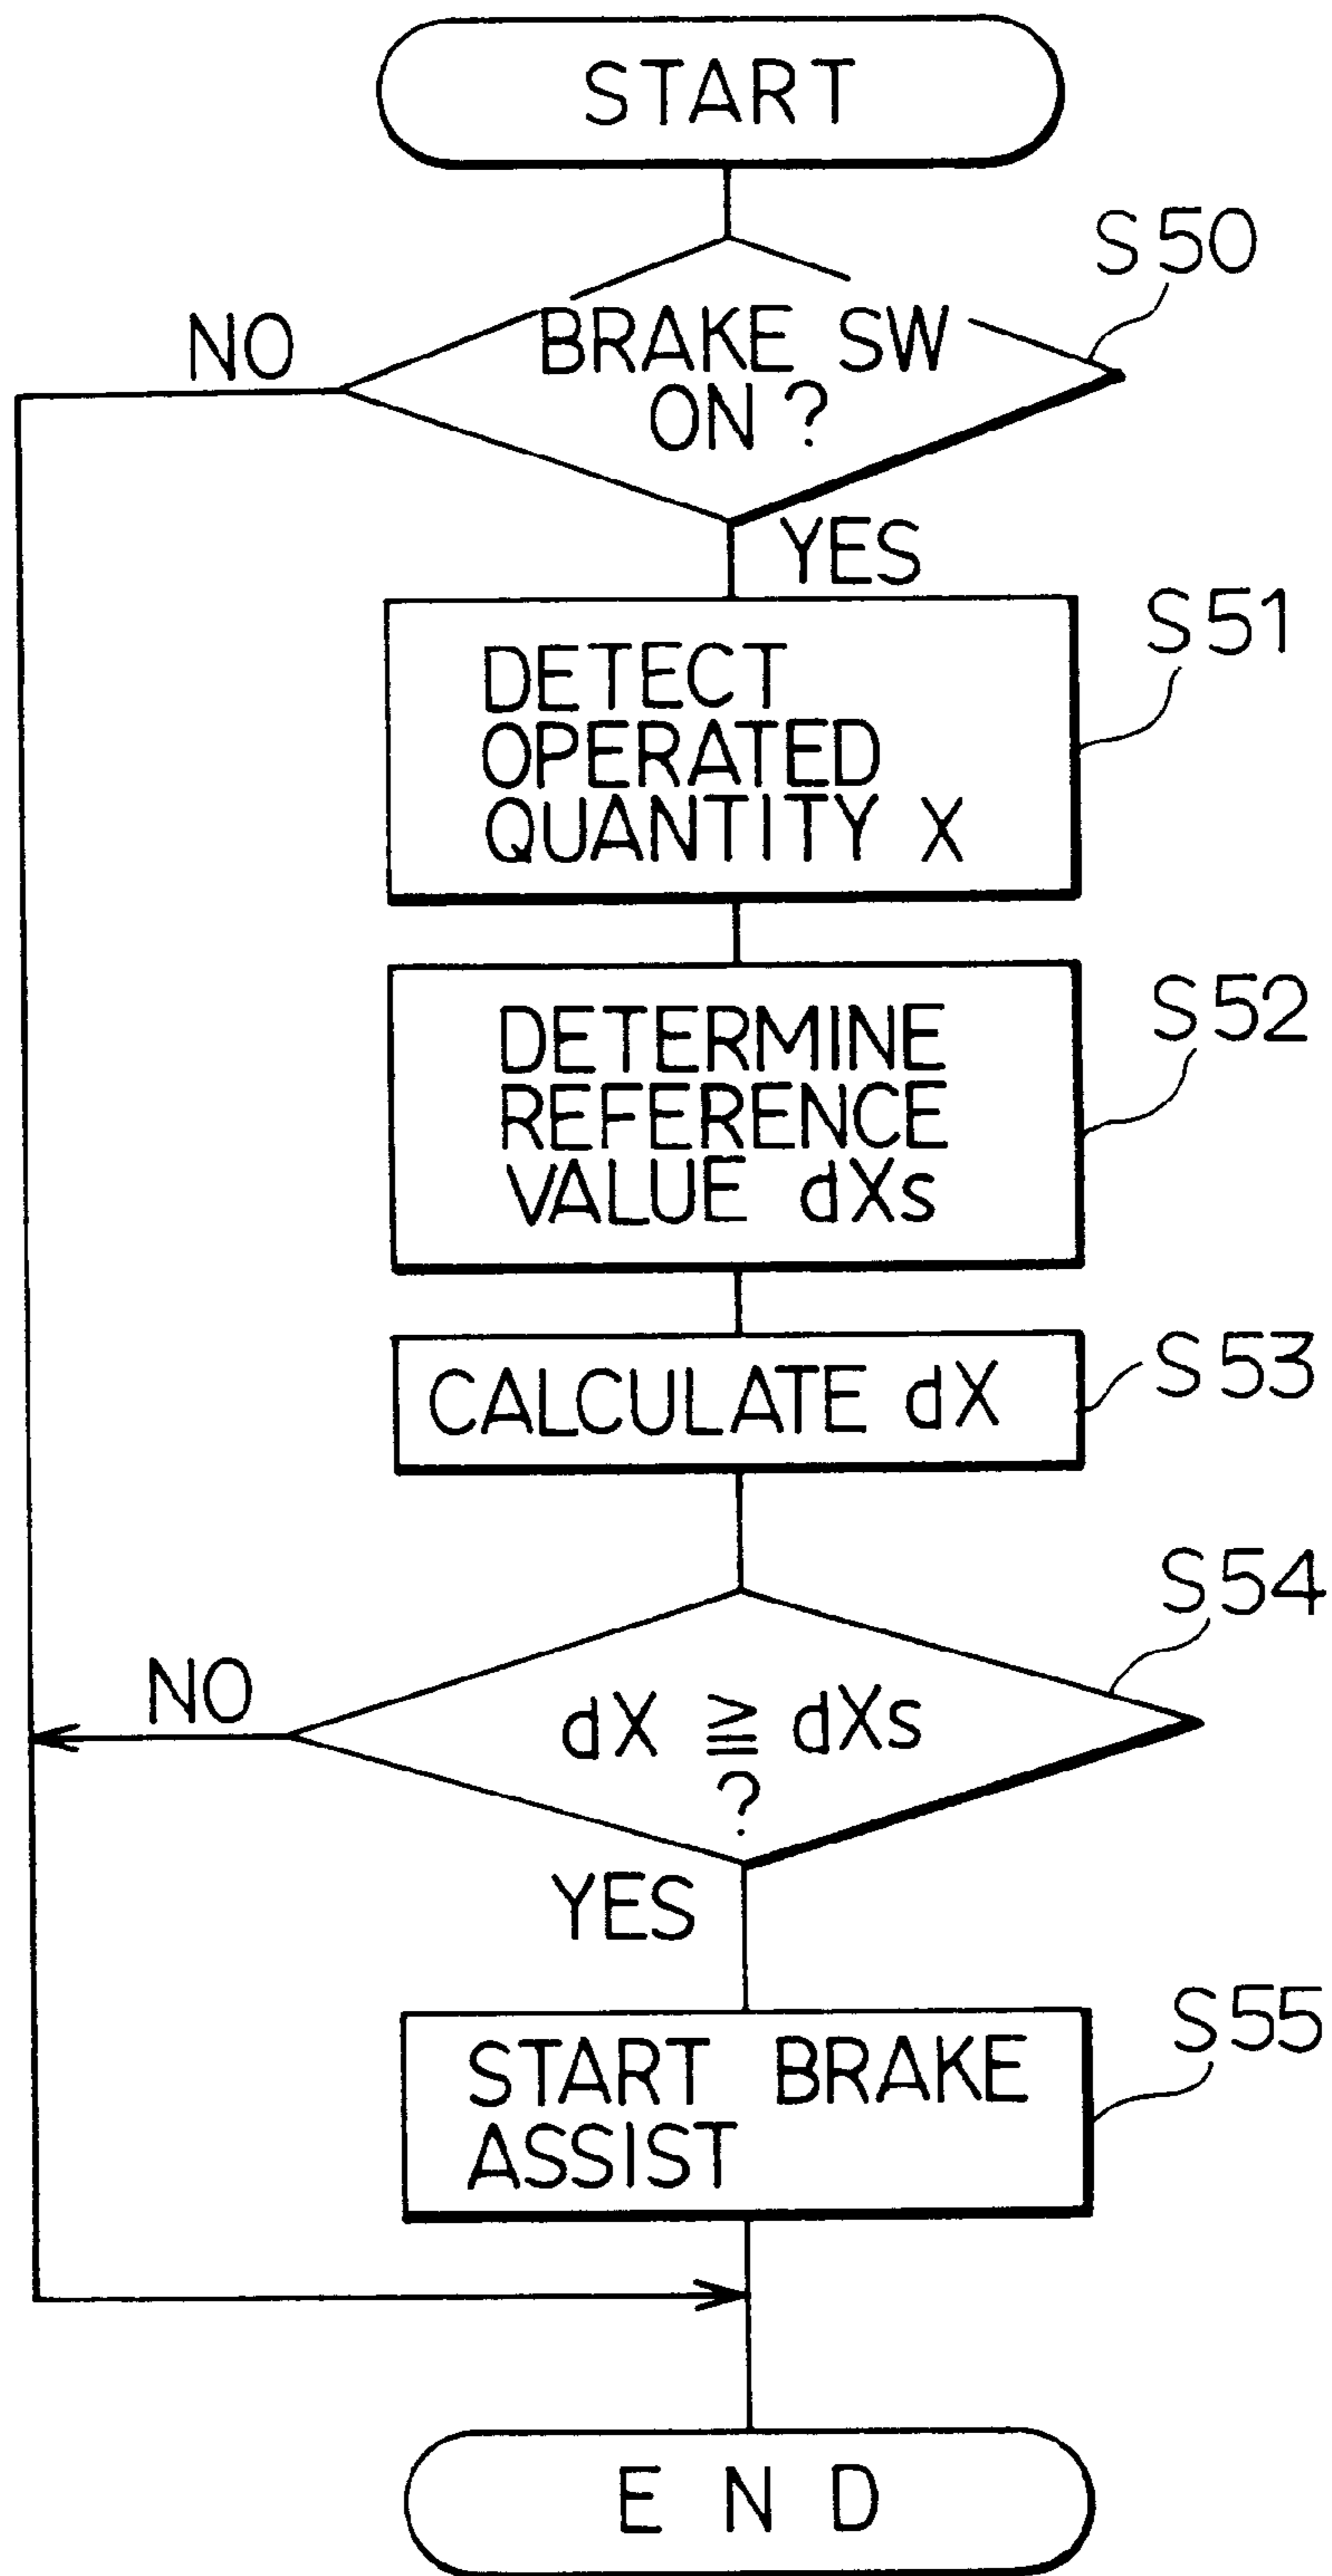 START
S50
NO
BRAKE SW
ON?
YES
S51
DETECT
OPERATED
QUANTITY X
S52
DETERMINE
REFERENCE
VALUE dXs
S53
CALCULATE dX
S54
NO
dX ≧ dXs
?
YES
S55
START BRAKE
ASSIST
END